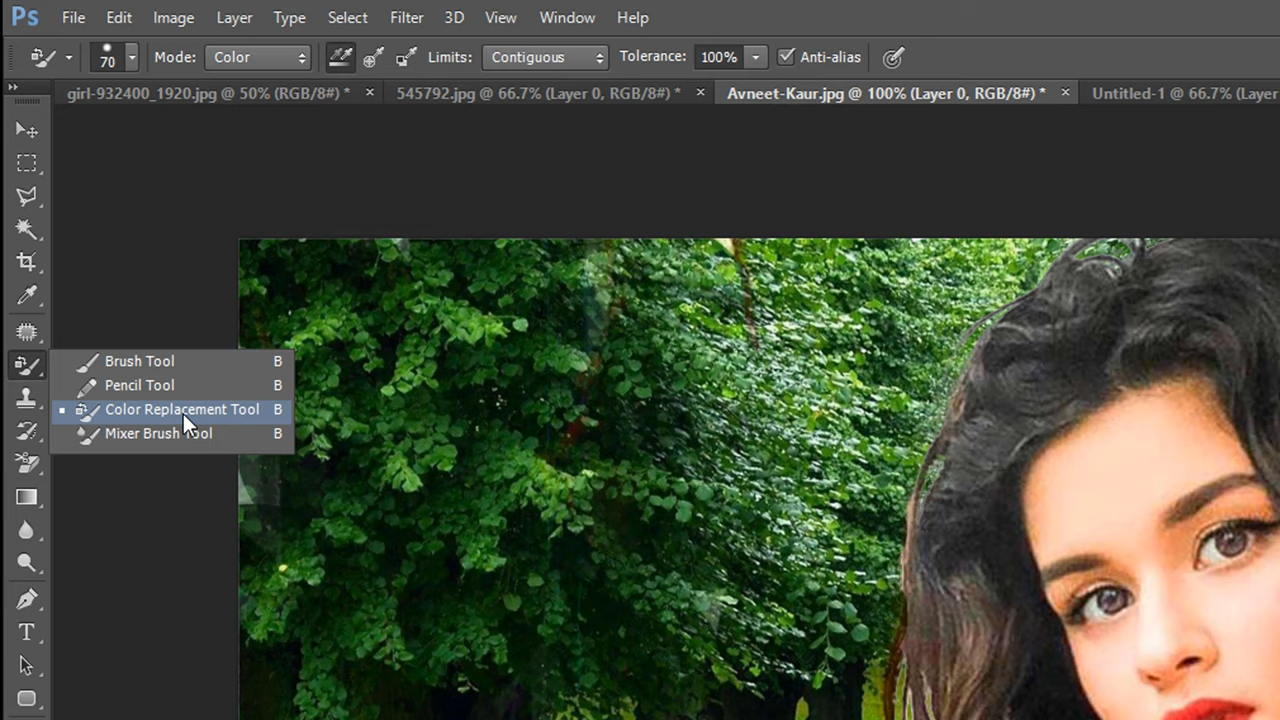 Ps File Edit Image Layer Type Select Filter 3D View Window Help
70 Mode: Color Limits: Contiguous Tolerance: 100% Anti-alias
girl-932400_1920.jpg @ 50% (RGB/8#) * × 545792.jpg @ 66.7% (Layer 0, RGB/8#) * × Avneet-Kaur.jpg @ 100% (Layer 0, RGB/8#) * × Untitled-1 @ 66.7% (Layer
Brush Tool B
Pencil Tool B
Color Replacement Tool B
Mixer Brush Tool B
T